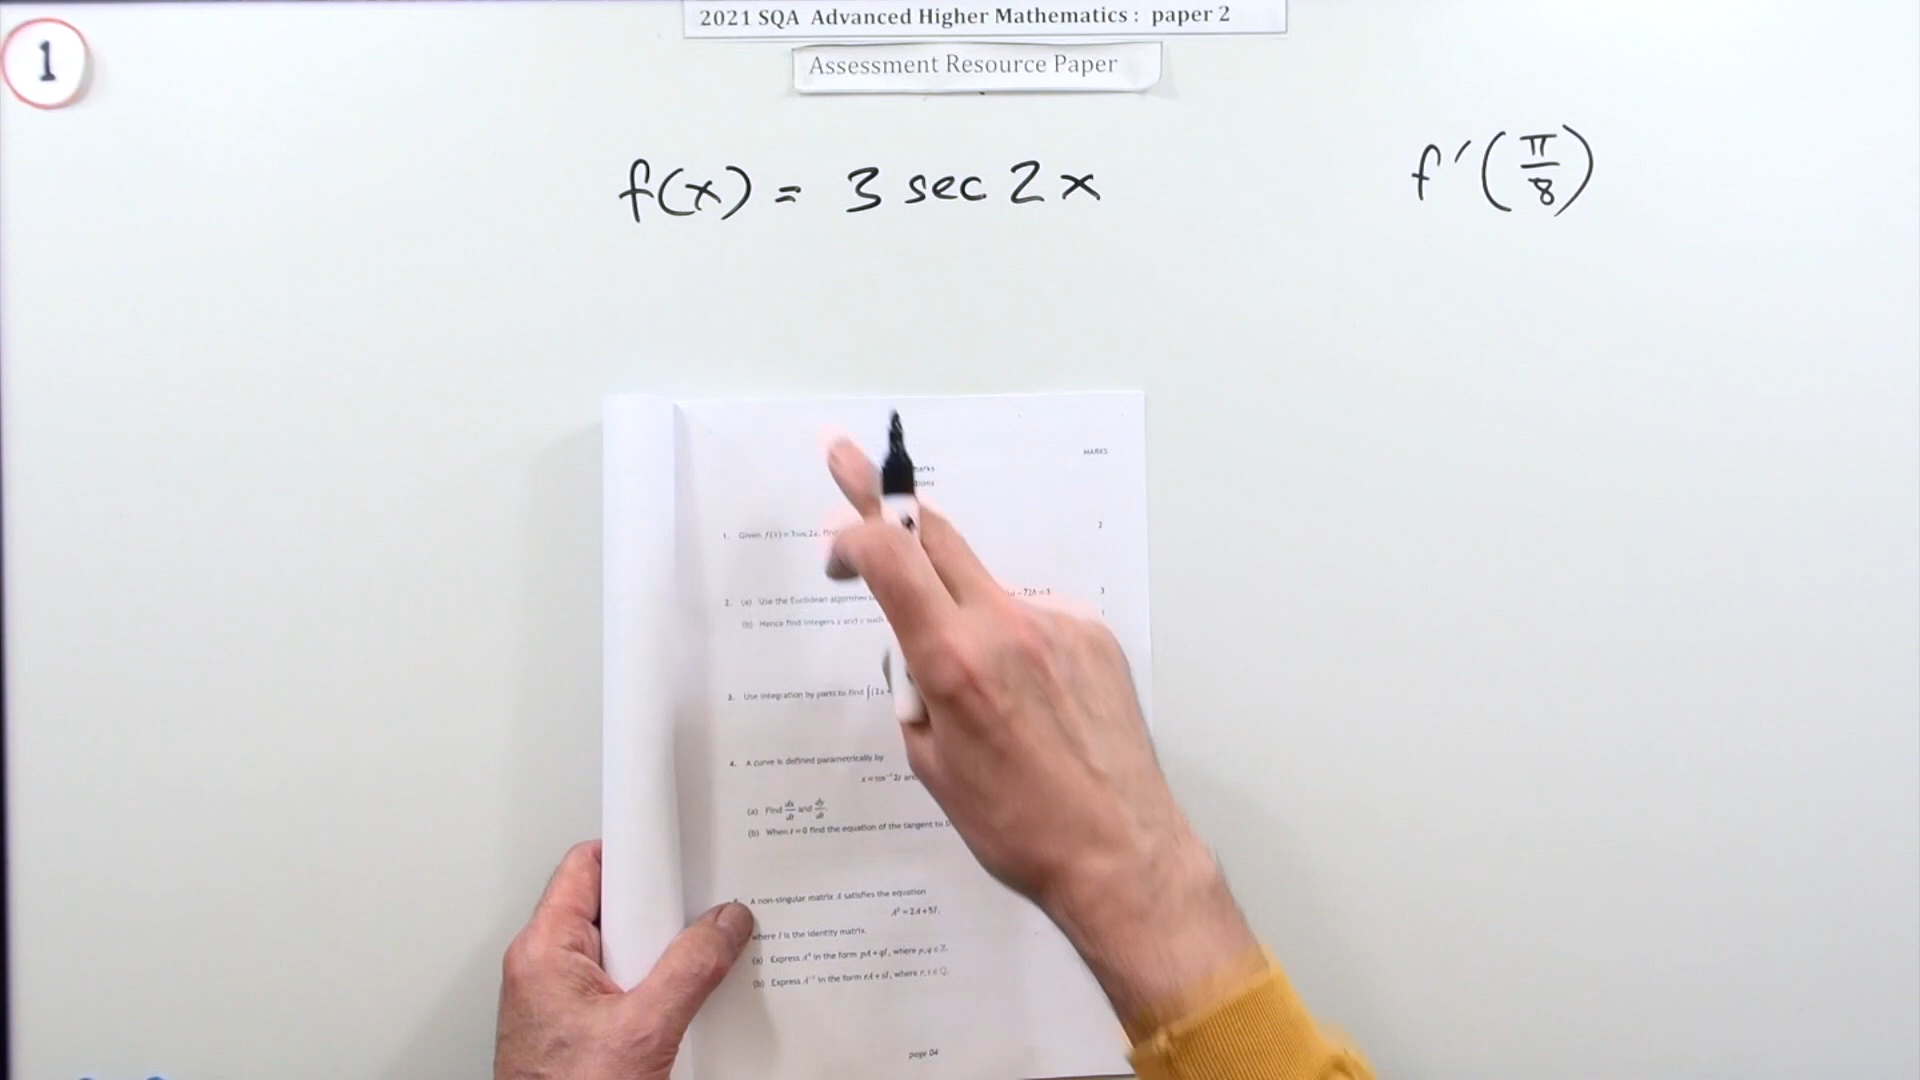 1
2021 SQA Advanced Higher Mathematics : paper 2
Assessment Resource Paper
f(x) = 3 sec 2x
f′(π/8)
MARKS
1. Given f(x) = 3sec2x, find
2
2. (a) Use the Euclidean algorithm
72b = 3
3
(b) Hence find integers x and y such
1
3. Use integration by parts to find ∫(2x
4. A curve is defined parametrically by
(a) Find dx/dt and dy/dt.
(b) When t = 0 find the equation of the tangent to
A non-singular matrix A satisfies the equation
A² = 2A + 5I,
where I is the identity matrix.
(a) Express A⁴ in the form pA + qI, where p, q ∈ Z.
(b) Express A⁻¹ in the form rA + sI, where r, s ∈ Q.
page 04